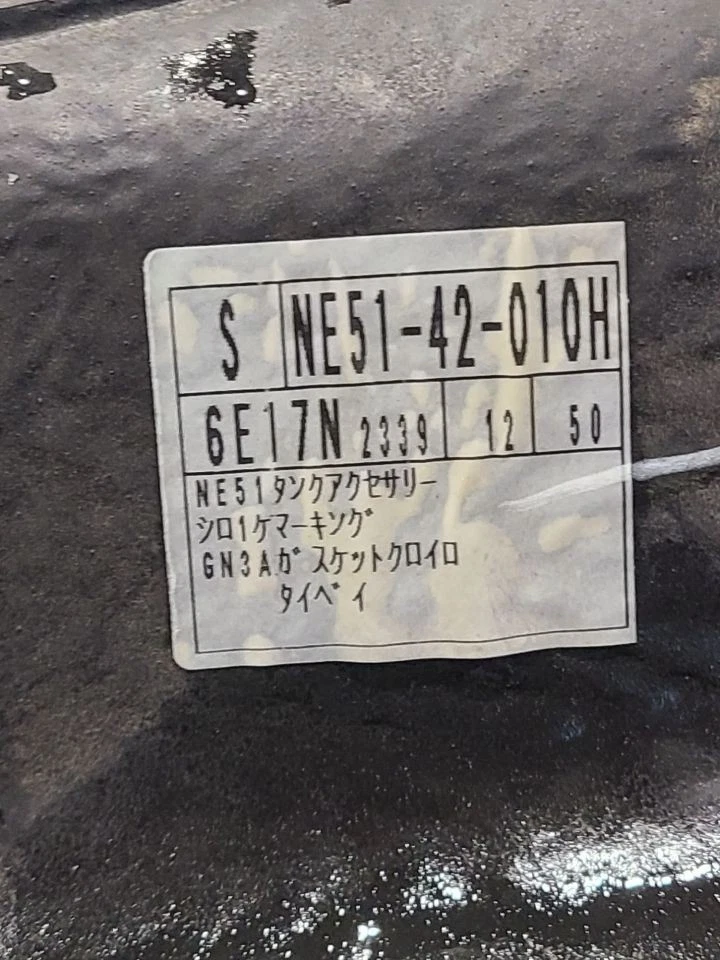 S NE51-42-010H
6E17N 2339 12 50
NE51タンクアクセサリー
シロ1ケマーキング
GN3Aガスケットクロイロ
タイベイ